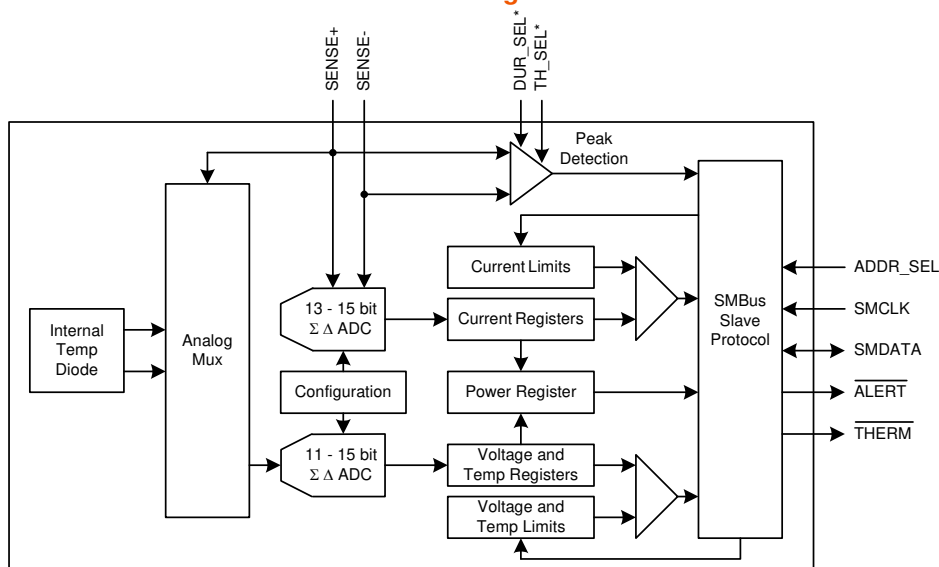 SENSE+
SENSE-
DUR_SEL*
TH_SEL*
Peak
Detection
Current Limits
ADDR_SEL
13 - 15 bit
Σ Δ ADC
Current Registers
SMBus
Slave
Protocol
SMCLK
Internal
Temp
Diode
Analog
Mux
SMDATA
Configuration
Power Register
ALERT
THERM
11 - 15 bit
Σ Δ ADC
Voltage and
Temp Registers
Voltage and
Temp Limits